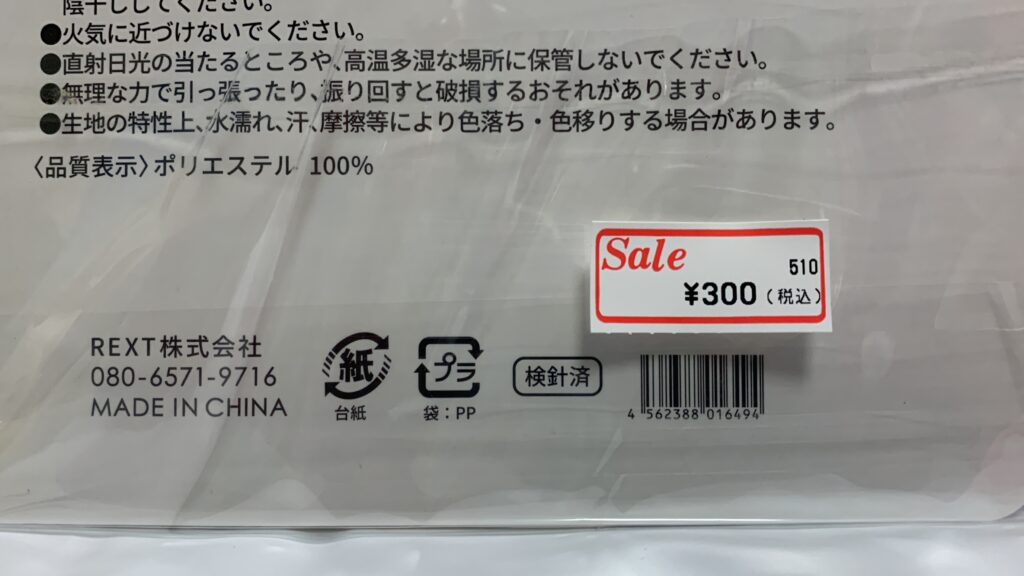 陰干ししてください。
●火気に近づけないでください。
●直射日光の当たるところや、高温多湿な場所に保管しないでください。
●無理な力で引っ張ったり、振り回すと破損するおそれがあります。
●生地の特性上、水濡れ、汗、摩擦等により色落ち・色移りする場合があります。
〈品質表示〉ポリエステル 100%
Sale
510
¥300(税込)
REXT株式会社
080-6571-9716
MADE IN CHINA
紙
台紙
プラ
袋:PP
検針済
4 562388 016494